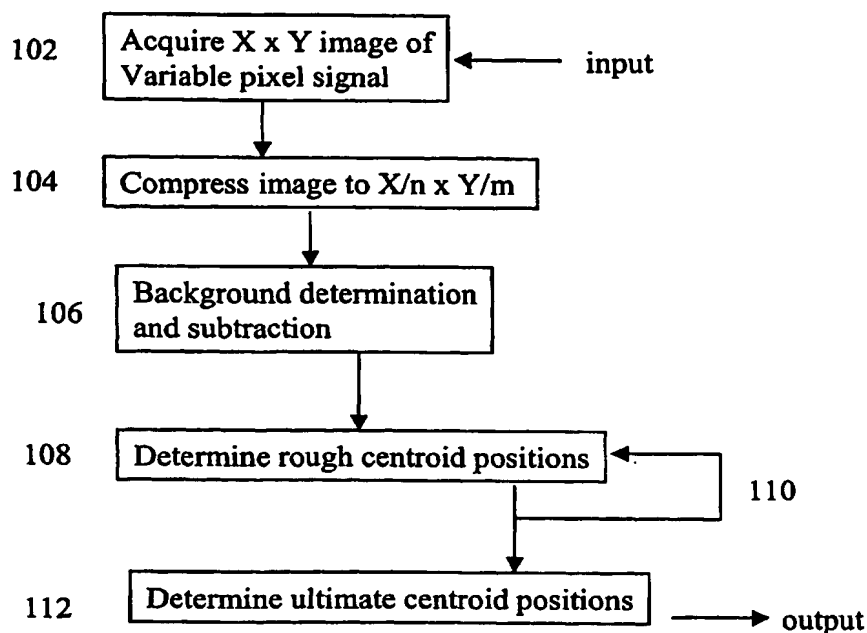 102
Acquire X x Y image of
Variable pixel signal
input
104
Compress image to X/n x Y/m
106
Background determination
and subtraction
108
Determine rough centroid positions
110
112
Determine ultimate centroid positions
output